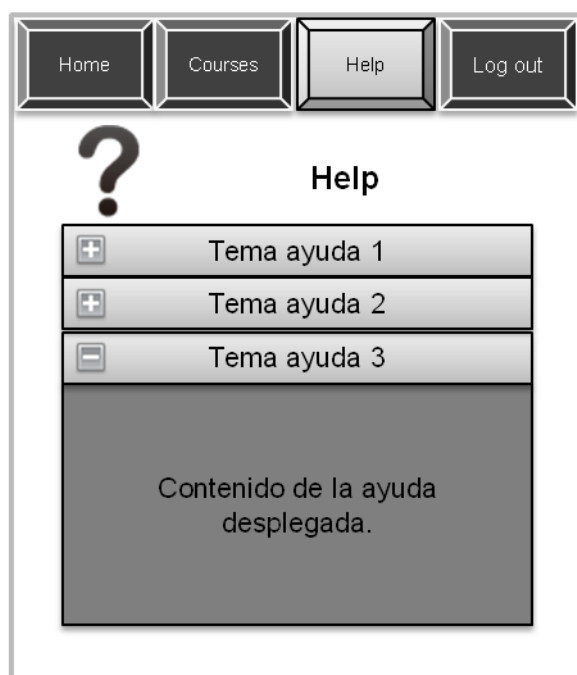 Home
Courses
Help
Log out
?
Help
Tema ayuda 1
Tema ayuda 2
Tema ayuda 3
Contenido de la ayuda
desplegada.